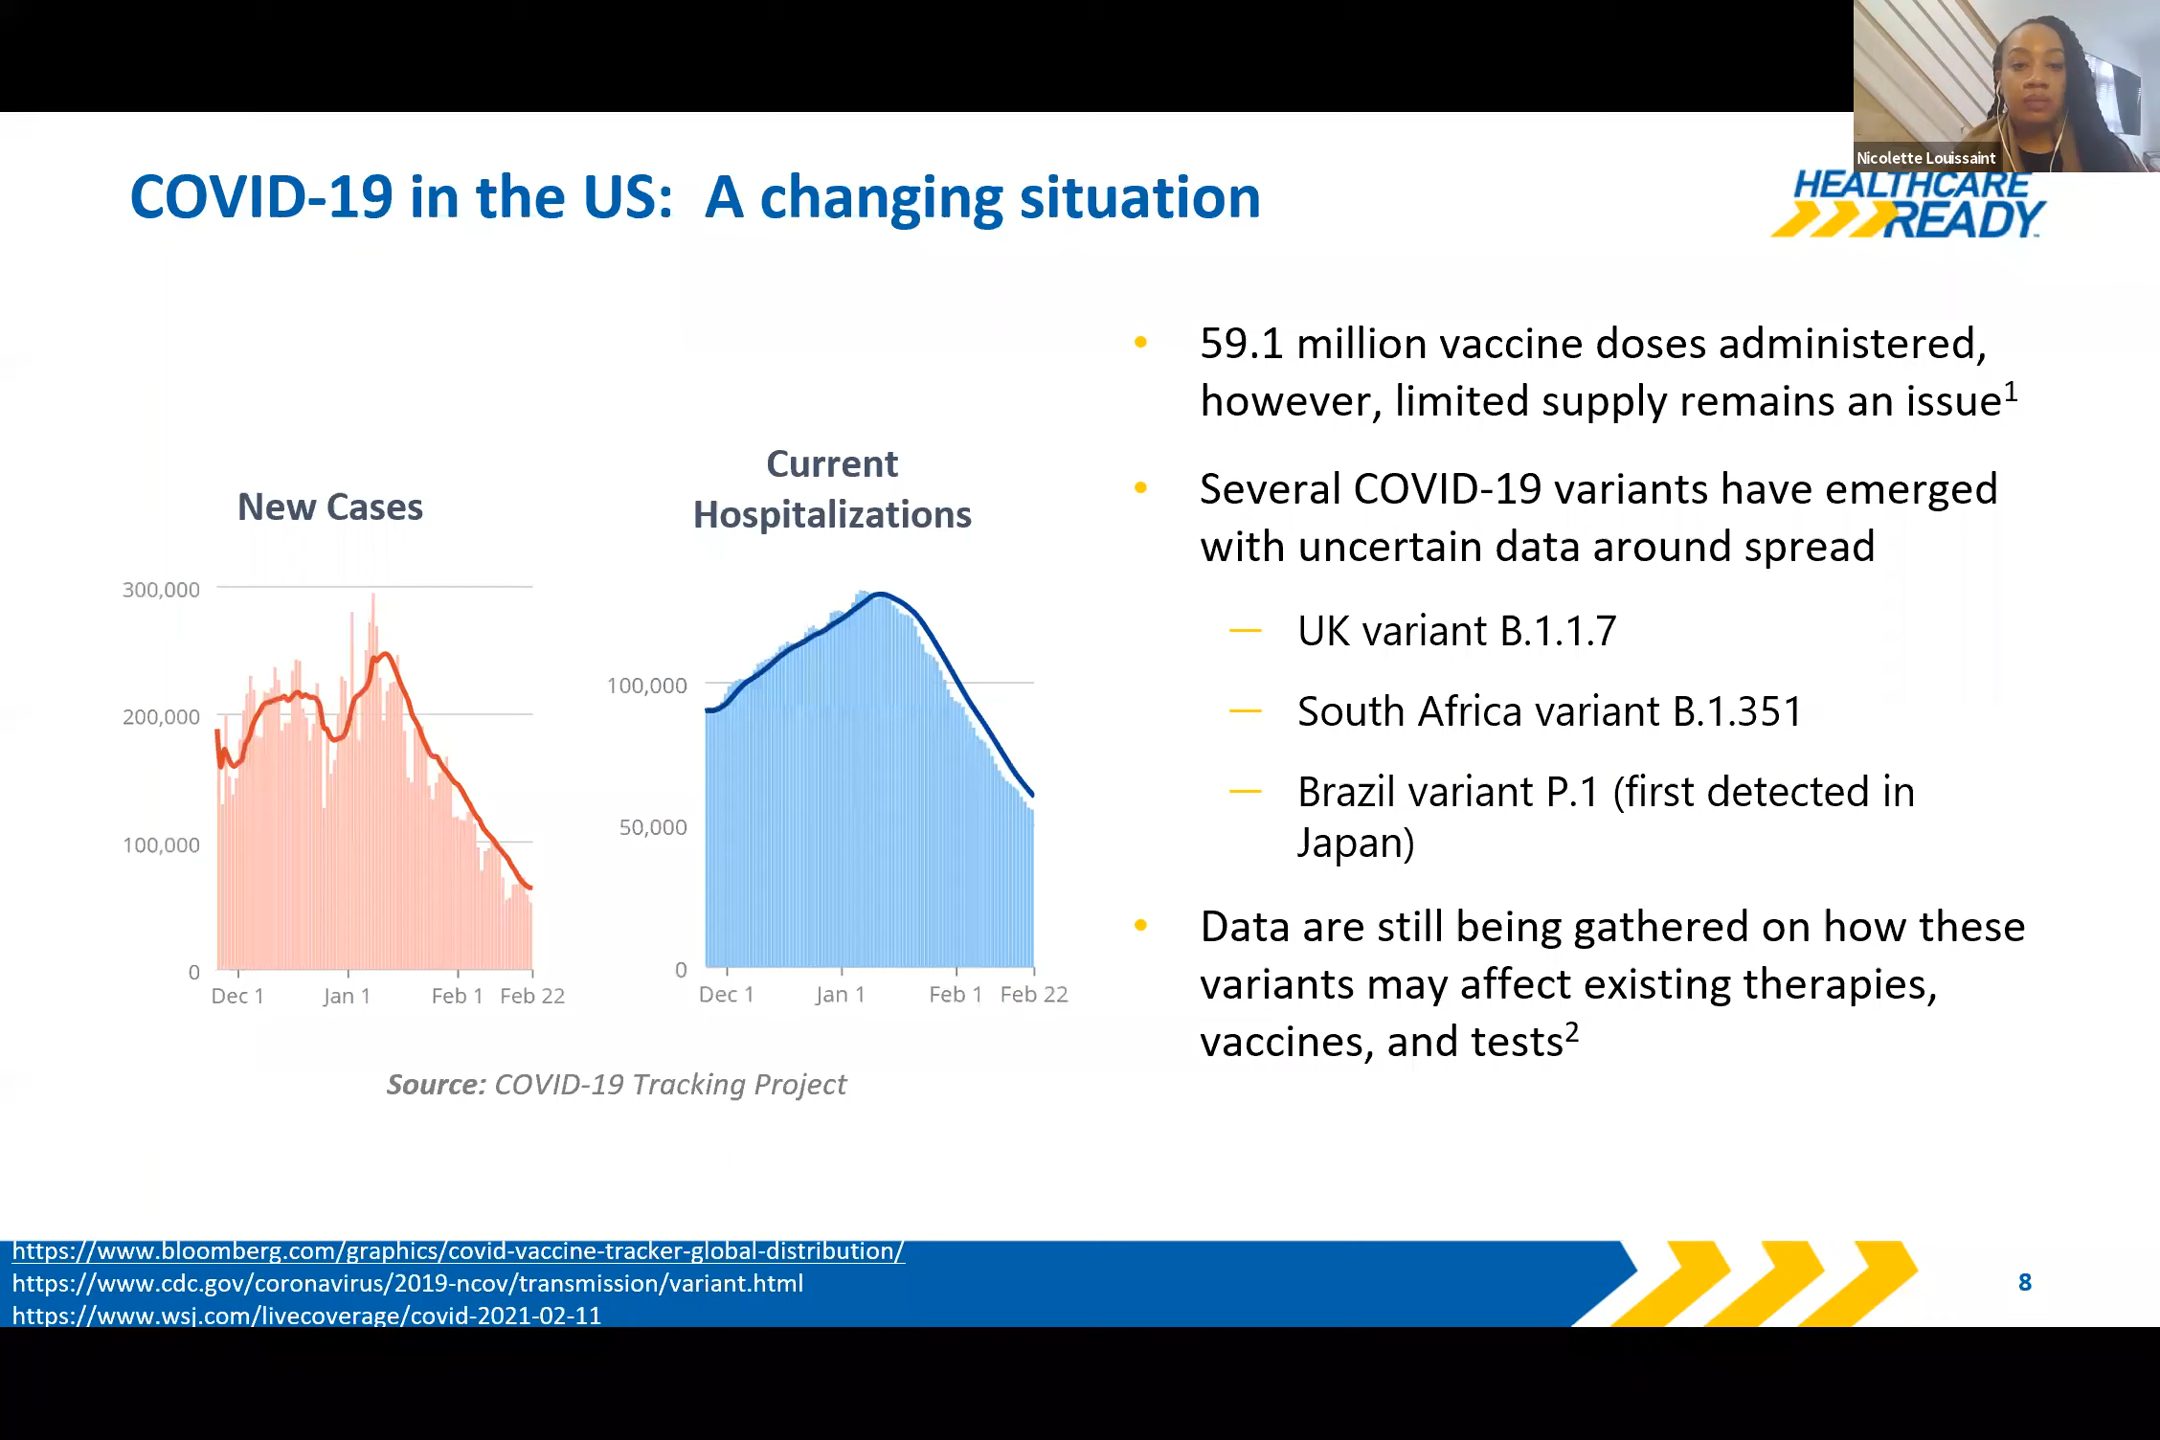 Nicolette Louissaint
COVID-19 in the US:  A changing situation
HEALTHCARE
READY
New Cases
300,000
200,000
100,000
0
Dec 1
Jan 1
Feb 1
Feb 22
Current
Hospitalizations
100,000
50,000
0
Dec 1
Jan 1
Feb 1
Feb 22
Source: COVID-19 Tracking Project
• 59.1 million vaccine doses administered,
however, limited supply remains an issue¹
• Several COVID-19 variants have emerged
with uncertain data around spread
— UK variant B.1.1.7
— South Africa variant B.1.351
— Brazil variant P.1 (first detected in
Japan)
• Data are still being gathered on how these
variants may affect existing therapies,
vaccines, and tests²
https://www.bloomberg.com/graphics/covid-vaccine-tracker-global-distribution/
https://www.cdc.gov/coronavirus/2019-ncov/transmission/variant.html
https://www.wsj.com/livecoverage/covid-2021-02-11
8